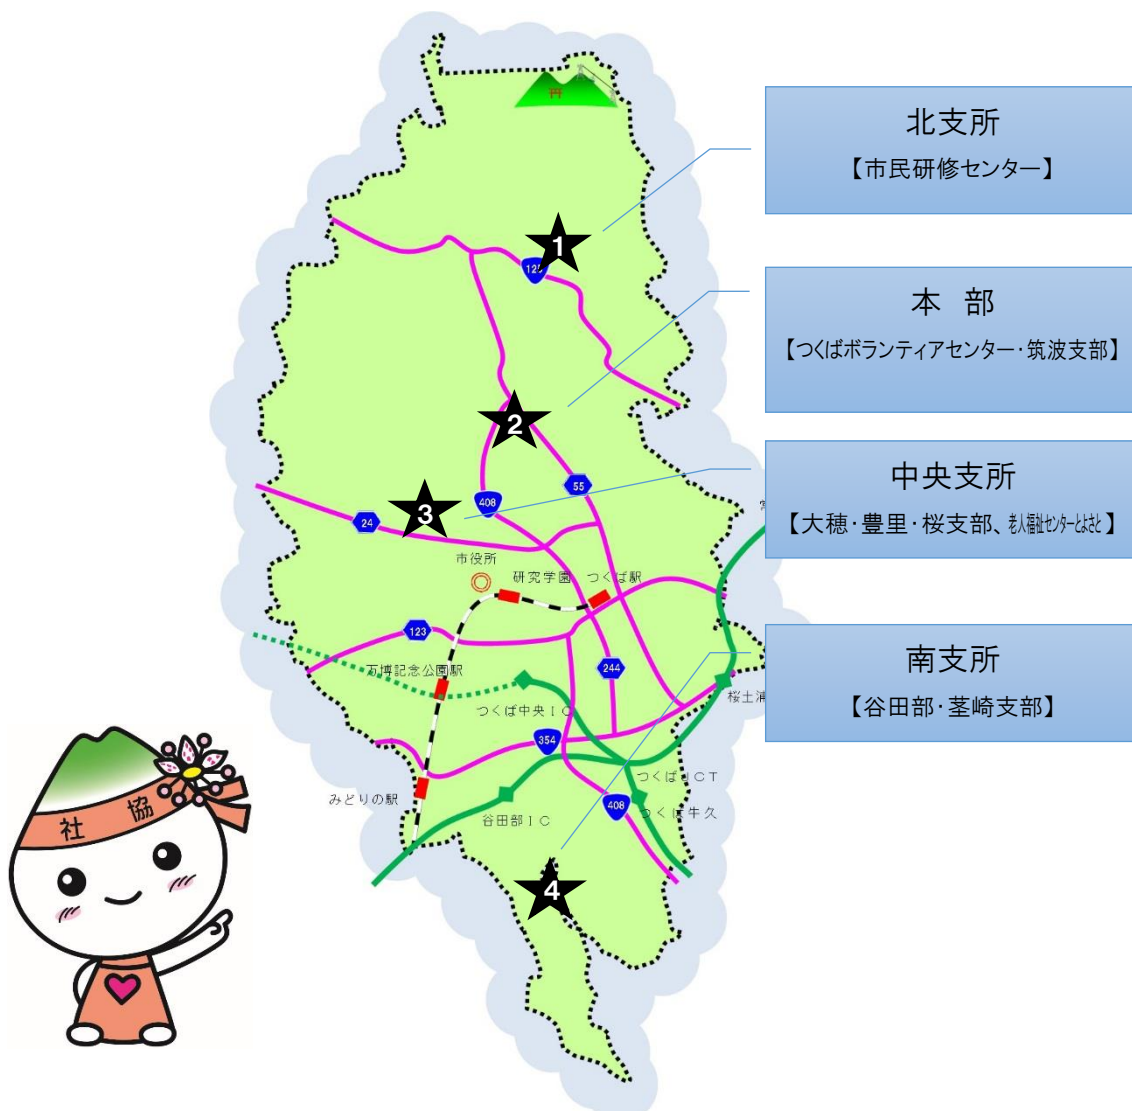 北支所
【市民研修センター】
本 部
【つくばボランティアセンター・筑波支部】
中央支所
【大穂・豊里・桜支部、老人福祉センターとよさと】
南支所
【谷田部・茎崎支部】
1
125
2
55
408
3
24
市役所
研究学園
つくば駅
123
244
万博記念公園駅
つくば中央IC
桜土浦
354
つくばJCT
みどりの駅
谷田部IC
408
つくば牛久
4
社協